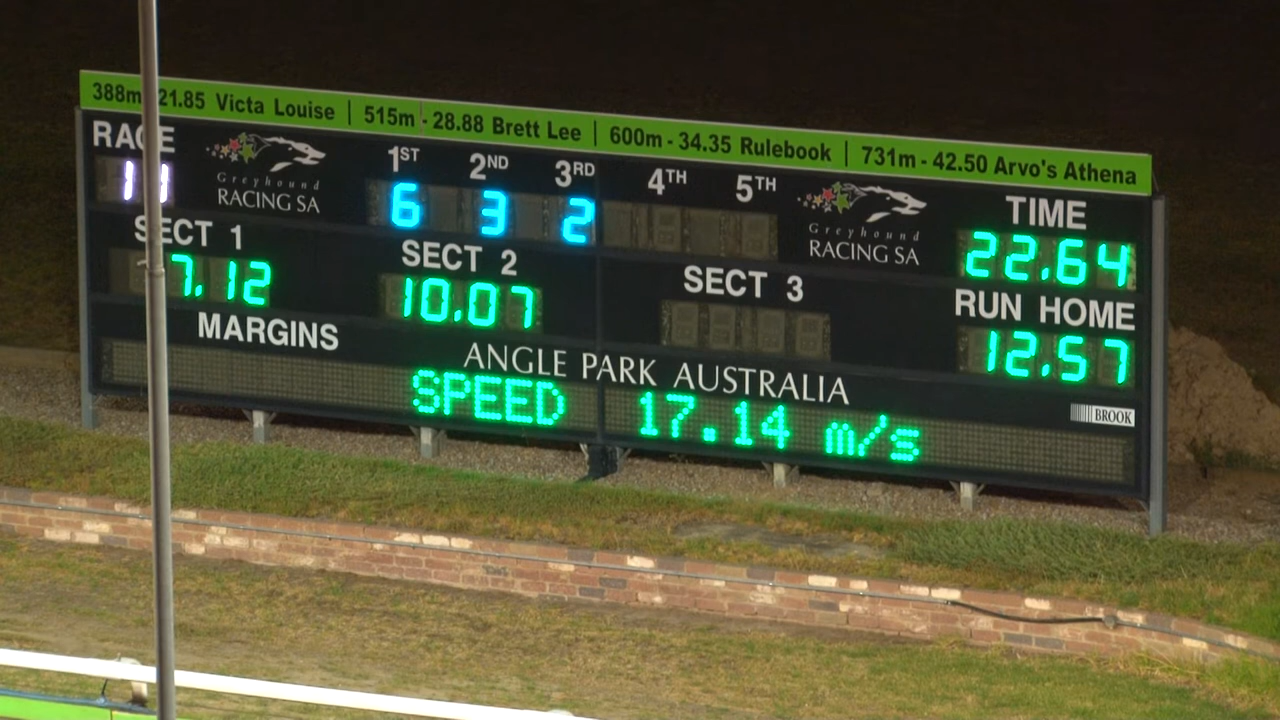 388m 21.85 Victa Louise | 515m - 28.88 Brett Lee | 600m - 34.35 Rulebook | 731m - 42.50 Arvo's Athena
RACE 1ST 2ND 3RD 4TH 5TH
11 6 3 2
Greyhound RACING SA
Greyhound RACING SA
TIME
22.64
SECT 1 SECT 2 SECT 3 RUN HOME
7.12 10.07 12.57
MARGINS
ANGLE PARK AUSTRALIA
SPEED 17.14 m/s
BROOK